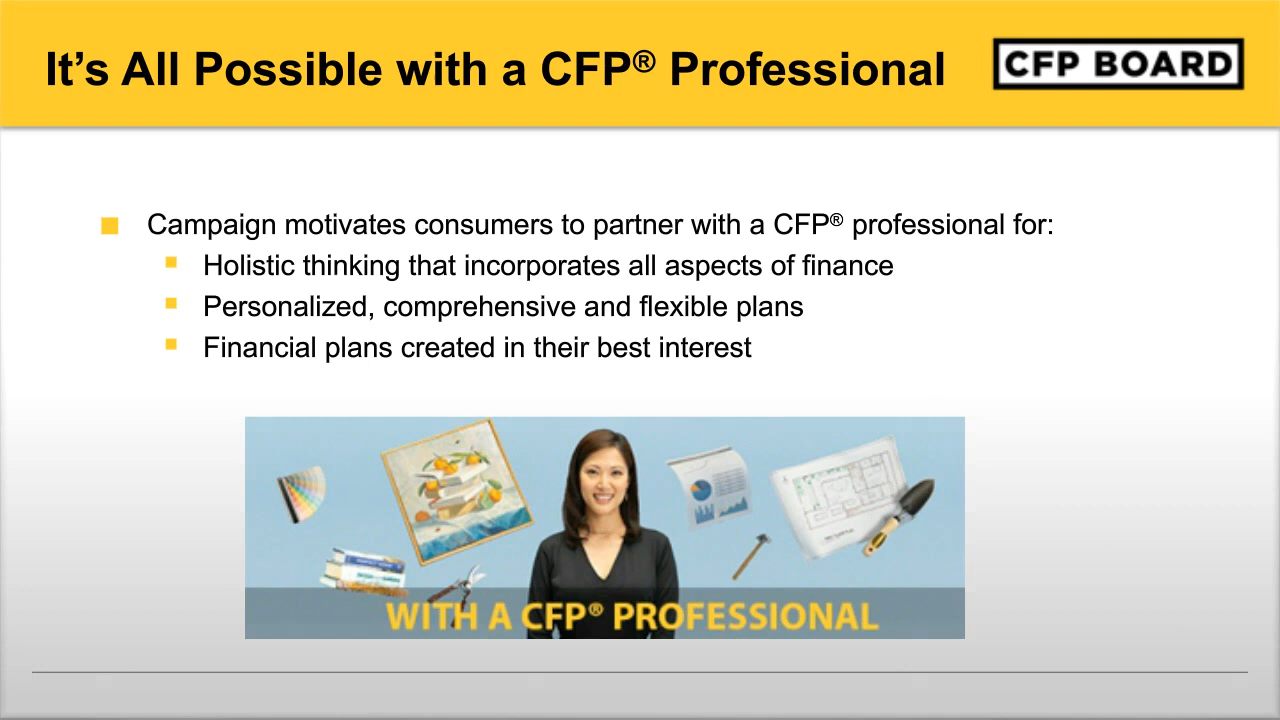 It’s All Possible with a CFP® Professional
CFP BOARD
Campaign motivates consumers to partner with a CFP® professional for:
Holistic thinking that incorporates all aspects of finance
Personalized, comprehensive and flexible plans
Financial plans created in their best interest
WITH A CFP® PROFESSIONAL